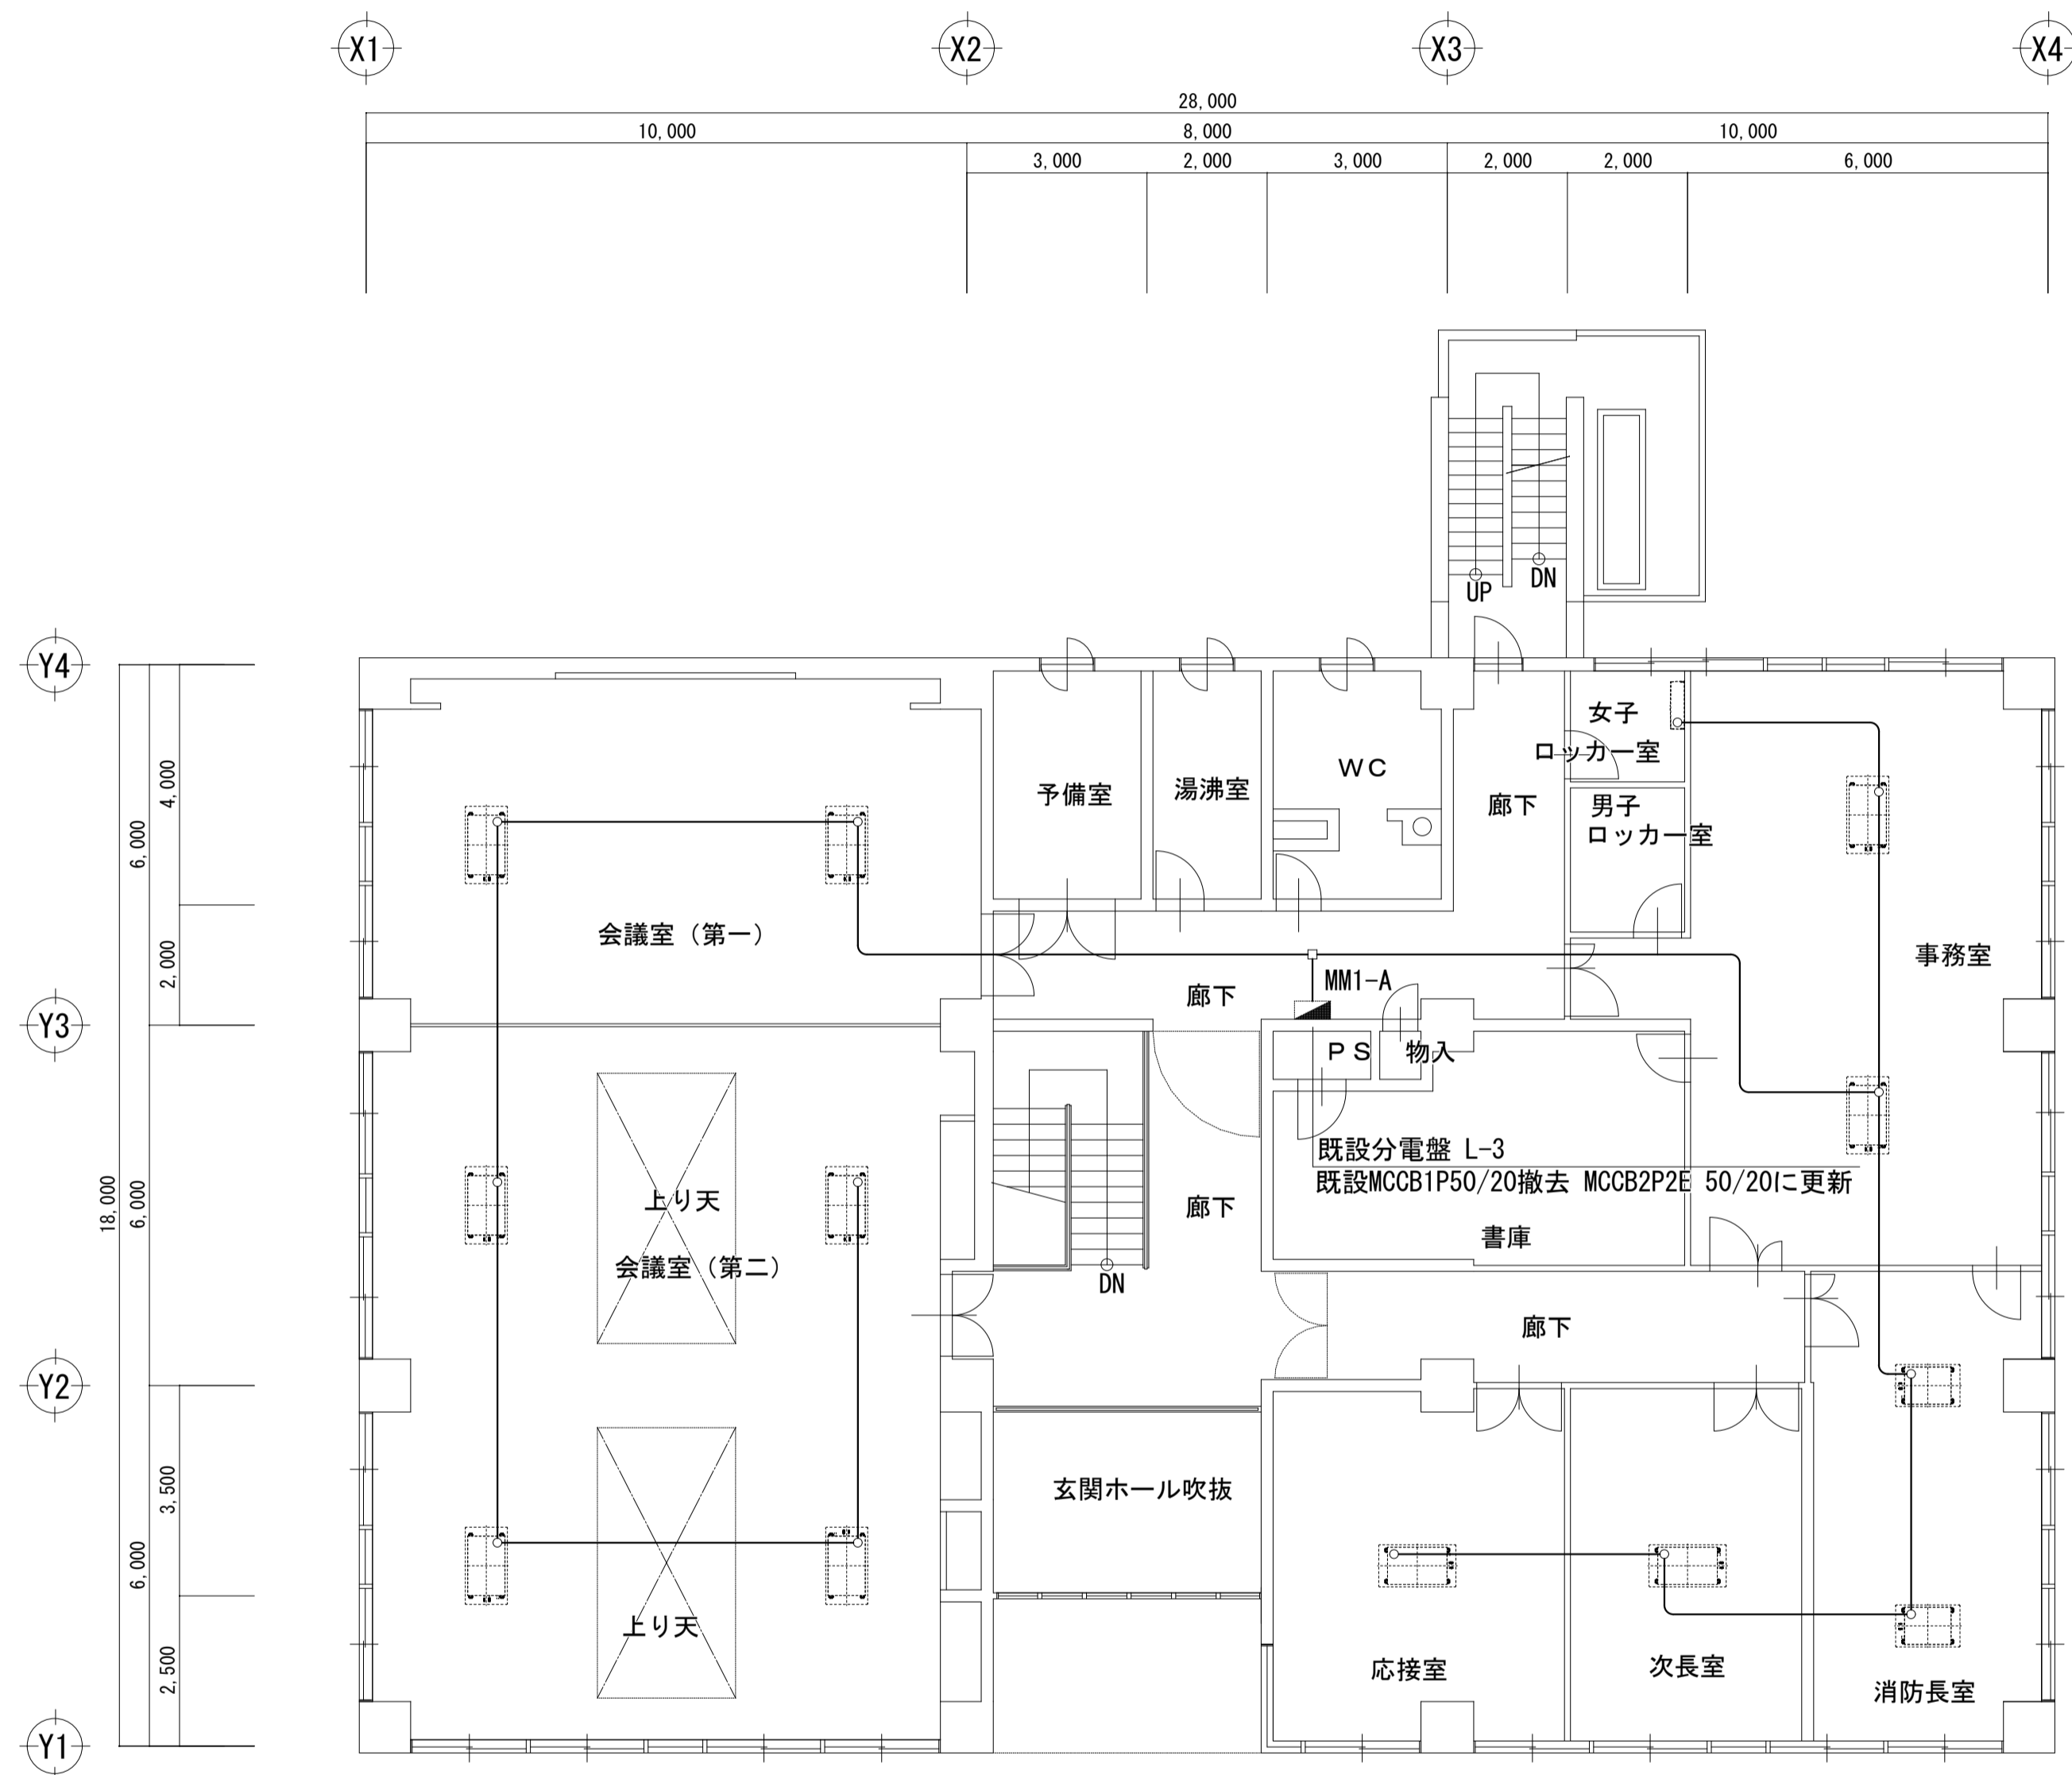 X1 X2 X3 X4
28,000
10,000 8,000 10,000
3,000 2,000 3,000 2,000 2,000 6,000
UP DN
Y4
女子
ロッカー室
WC
4,000
湯沸室
予備室
廊下
男子
ロッカー室
6,000
会議室（第一）
事務室
2,000
MM1-A
廊下
Y3
PS 物入
既設分電盤 L-3
既設MCCB1P50/20撤去 MCCB2P2E 50/20に更新
上り天
18,000
6,000
廊下
書庫
会議室（第二）
DN
廊下
Y2
3,500
玄関ホール吹抜
6,000
上り天
2,500
応接室
次長室
消防長室
Y1